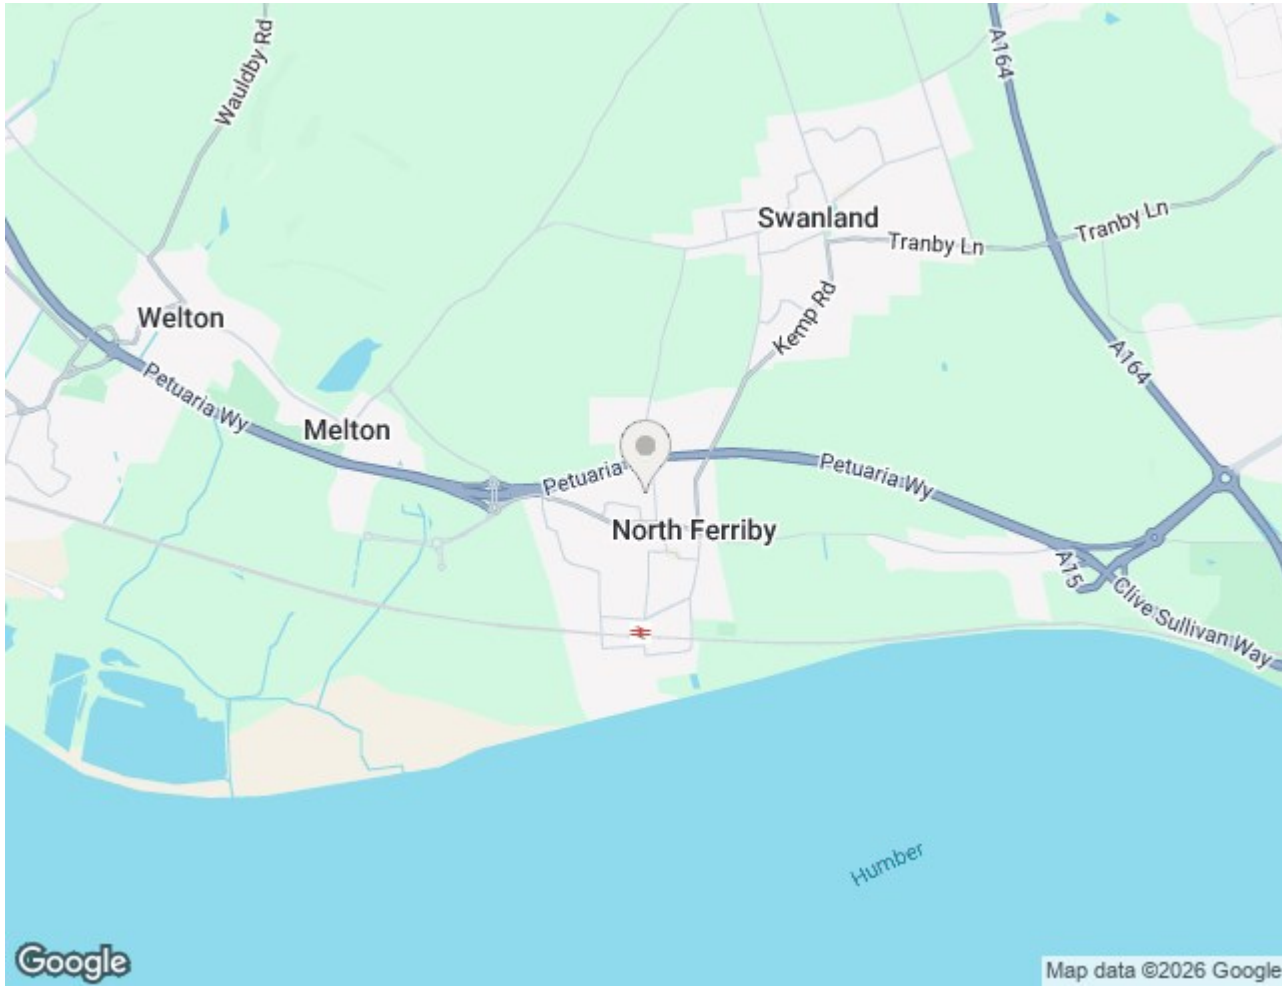 Wauldby Rd
A164
Swanland
Tranby Ln
Tranby Ln
Welton
Kemp Rd
A164
Petuaria Wy
Melton
Petuaria
Petuaria Wy
North Ferriby
A15
Clive Sullivan Way
Humber
Google
Map data ©2026 Google